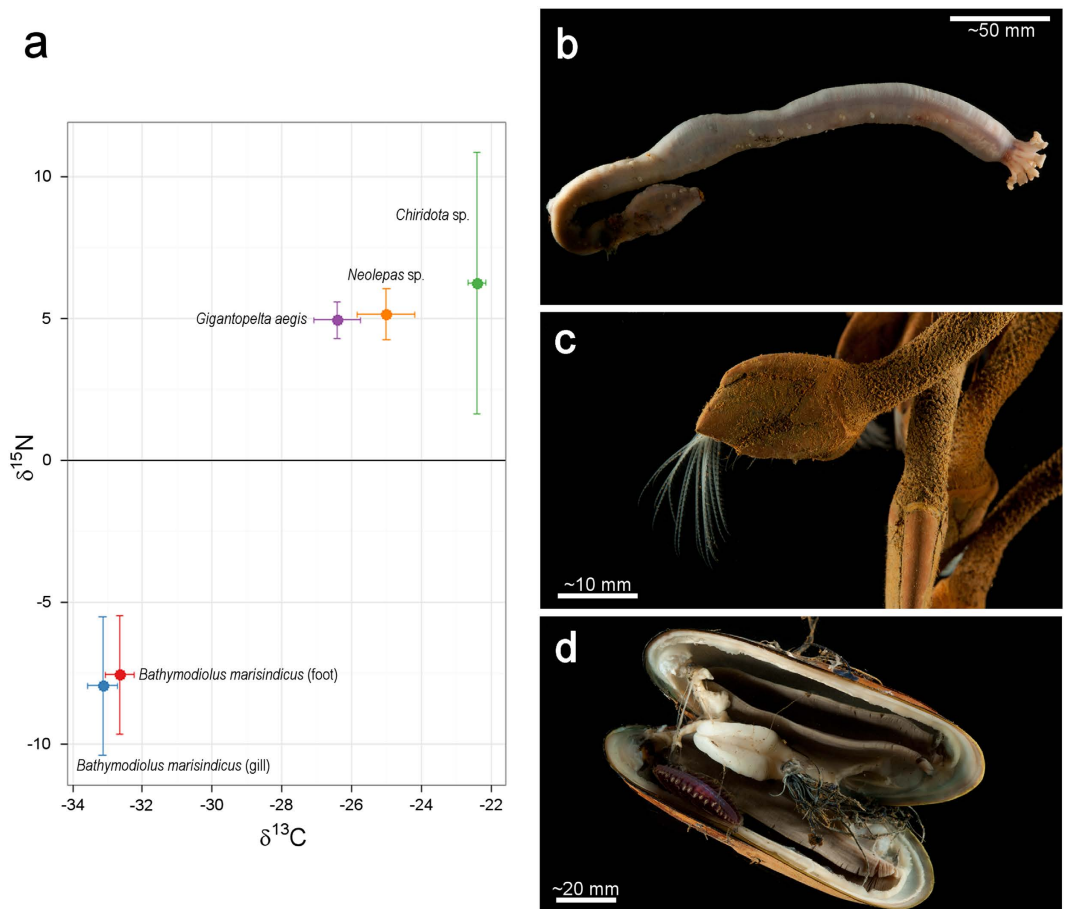 a
10
5
0
-5
-10
δ15N
Chiridota sp.
Neolepas sp.
Gigantopelta aegis
Bathymodiolus marisindicus (foot)
Bathymodiolus marisindicus (gill)
-34 -32 -30 -28 -26 -24 -22
δ13C
b
~50 mm
c
~10 mm
d
~20 mm